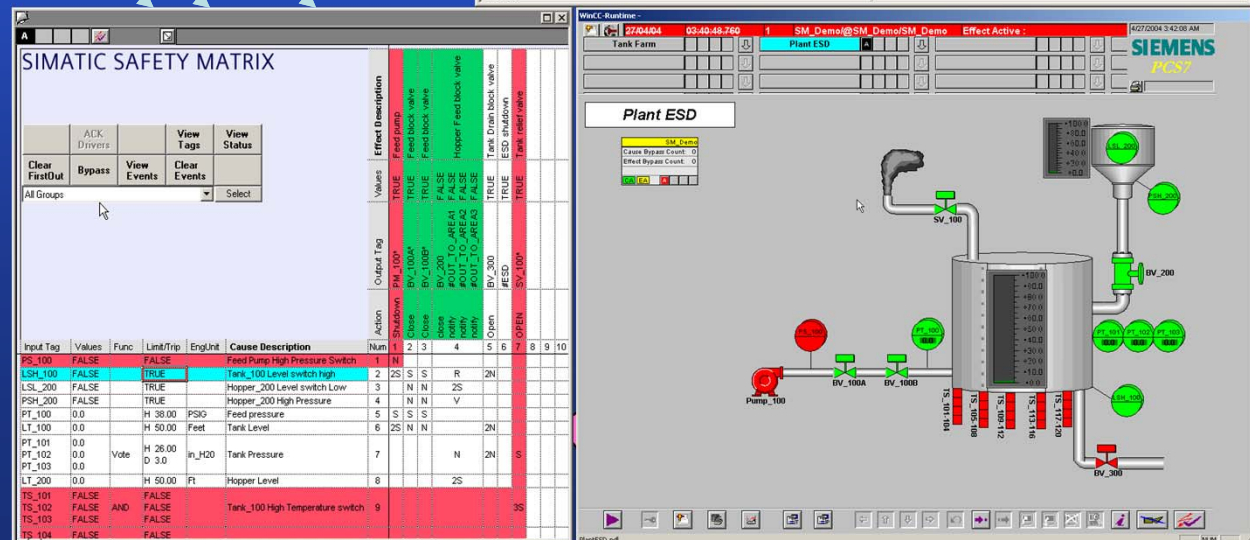 WinCC-Runtime -
A
SIMATIC SAFETY MATRIX
ACK Drivers
View Tags
View Status
Clear FirstOut
Bypass
View Events
Clear Events
All Groups
Select
Effect Description
Feed pump
Feed block valve
Feed block valve
Hopper Feed block valve
Tank Drain block valve
ESD shutdown
Tank relief valve
Values
TRUE
TRUE
TRUE
FALSE
FALSE
FALSE
FALSE
TRUE
TRUE
TRUE
Output Tag
PM_100*
BV_100A*
BV_100B*
BV_200
#OUT_TO_AREA1
#OUT_TO_AREA2
#OUT_TO_AREA3
BV_300
#ESD
SV_100*
Action
Shutdown
Close
Close
close
notify
notify
notify
Open
OPEN
Input Tag Values Func Limit/Trip EngUnit Cause Description Num 1 2 3 4 5 6 7 8 9 10
PS_100 FALSE FALSE Feed Pump High Pressure Switch 1 N
LSH_100 FALSE TRUE Tank_100 Level switch high 2 2S S S R 2N
LSL_200 FALSE TRUE Hopper_200 Level switch Low 3 N N 2S
PSH_200 FALSE TRUE Hopper_200 High Pressure 4 N N V
PT_100 0.0 H 38.00 PSIG Feed pressure 5 S S S
LT_100 0.0 H 50.00 Feet Tank Level 6 2S N N 2N
PT_101 0.0
PT_102 0.0 Vote H 26.00 D 3.0 in_H20 Tank Pressure 7 N 2N S
PT_103 0.0
LT_200 0.0 H 50.00 Ft Hopper Level 8 2S
TS_101 FALSE FALSE
TS_102 FALSE AND FALSE Tank_100 High Temperature switch 9 3S
TS_103 FALSE FALSE
TS_104 FALSE FALSE
27/04/04 03:40:48.760 1 SM_Demo/@SM_Demo/SM_Demo Effect Active :
4/27/2004 3:42:08 AM
Tank Farm
Plant ESD A
SIEMENS
PCS7
Plant ESD
SM_Demo
Cause Bypass Count: 0
Effect Bypass Count: 0
CA EA A
LSL_200
PSH_200
SV_100
BV_200
PS_100
PT_100
PT_101 PT_102 PT_103
BV_100A
BV_100B
Pump_100
TS_101-104
TS_105-108
TS_109-112
TS_113-116
TS_117-120
LSH_100
BV_300
PlantESD.pdl
NUM